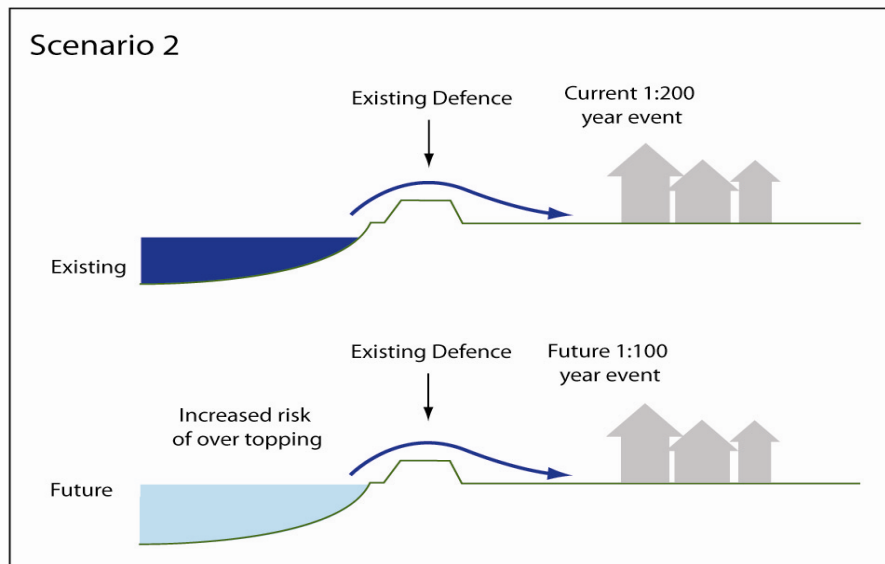 Scenario 2
Existing Defence
Current 1:200
year event
Existing
Existing Defence
Future 1:100
year event
Increased risk
of over topping
Future